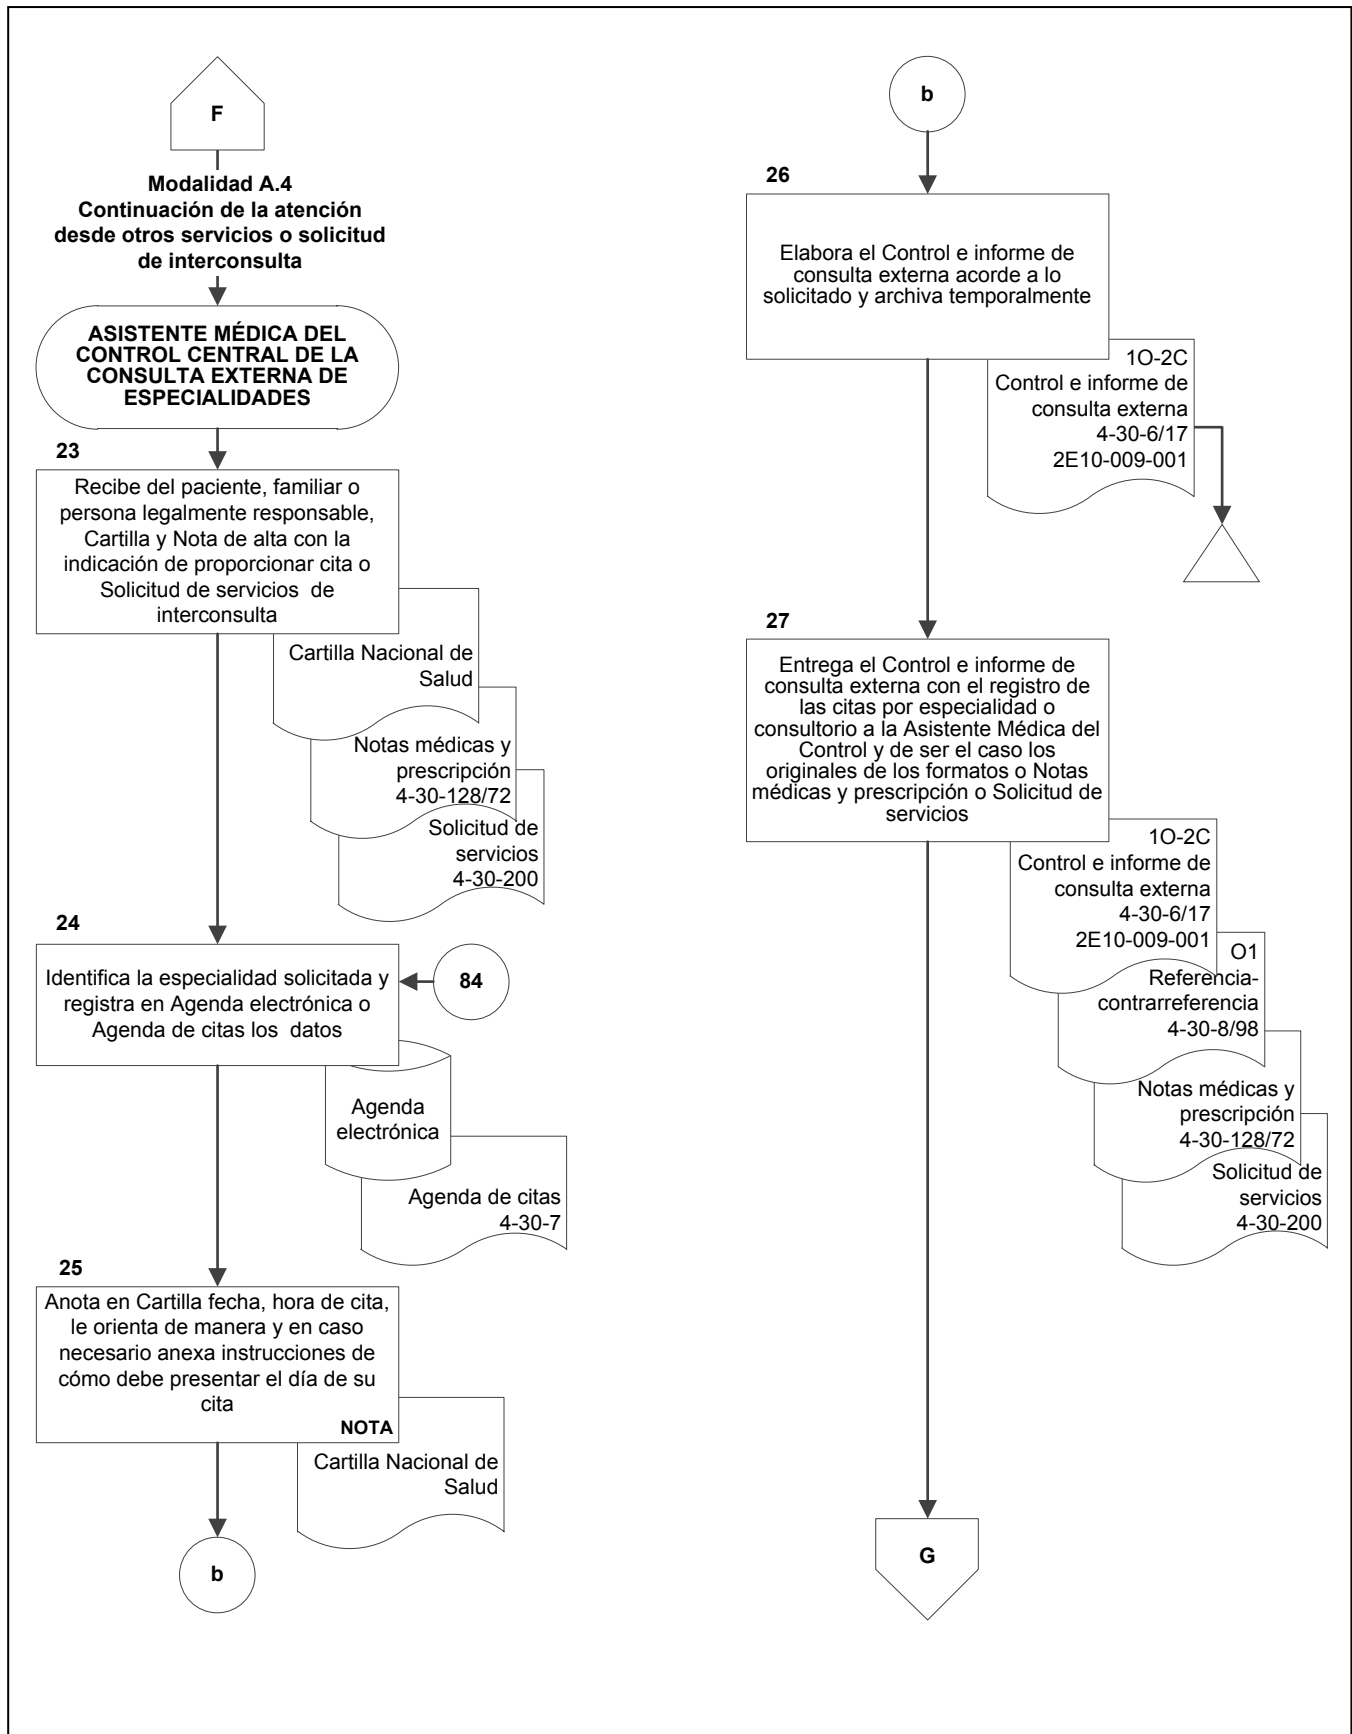 F
Modalidad A.4
Continuación de la atención
desde otros servicios o solicitud
de interconsulta
ASISTENTE MÉDICA DEL
CONTROL CENTRAL DE LA
CONSULTA EXTERNA DE
ESPECIALIDADES
23
Recibe del paciente, familiar o
persona legalmente responsable,
Cartilla y Nota de alta con la
indicación de proporcionar cita o
Solicitud de servicios de
interconsulta
Cartilla Nacional de
Salud
Notas médicas y
prescripción
4-30-128/72
Solicitud de
servicios
4-30-200
24
Identifica la especialidad solicitada y
registra en Agenda electrónica o
Agenda de citas los datos
84
Agenda
electrónica
Agenda de citas
4-30-7
25
Anota en Cartilla fecha, hora de cita,
le orienta de manera y en caso
necesario anexa instrucciones de
cómo debe presentar el día de su
cita
NOTA
Cartilla Nacional de
Salud
b
b
26
Elabora el Control e informe de
consulta externa acorde a lo
solicitado y archiva temporalmente
1O-2C
Control e informe de
consulta externa
4-30-6/17
2E10-009-001
27
Entrega el Control e informe de
consulta externa con el registro de
las citas por especialidad o
consultorio a la Asistente Médica del
Control y de ser el caso los
originales de los formatos o Notas
médicas y prescripción o Solicitud de
servicios
1O-2C
Control e informe de
consulta externa
4-30-6/17
2E10-009-001
O1
Referencia-
contrarreferencia
4-30-8/98
Notas médicas y
prescripción
4-30-128/72
Solicitud de
servicios
4-30-200
G